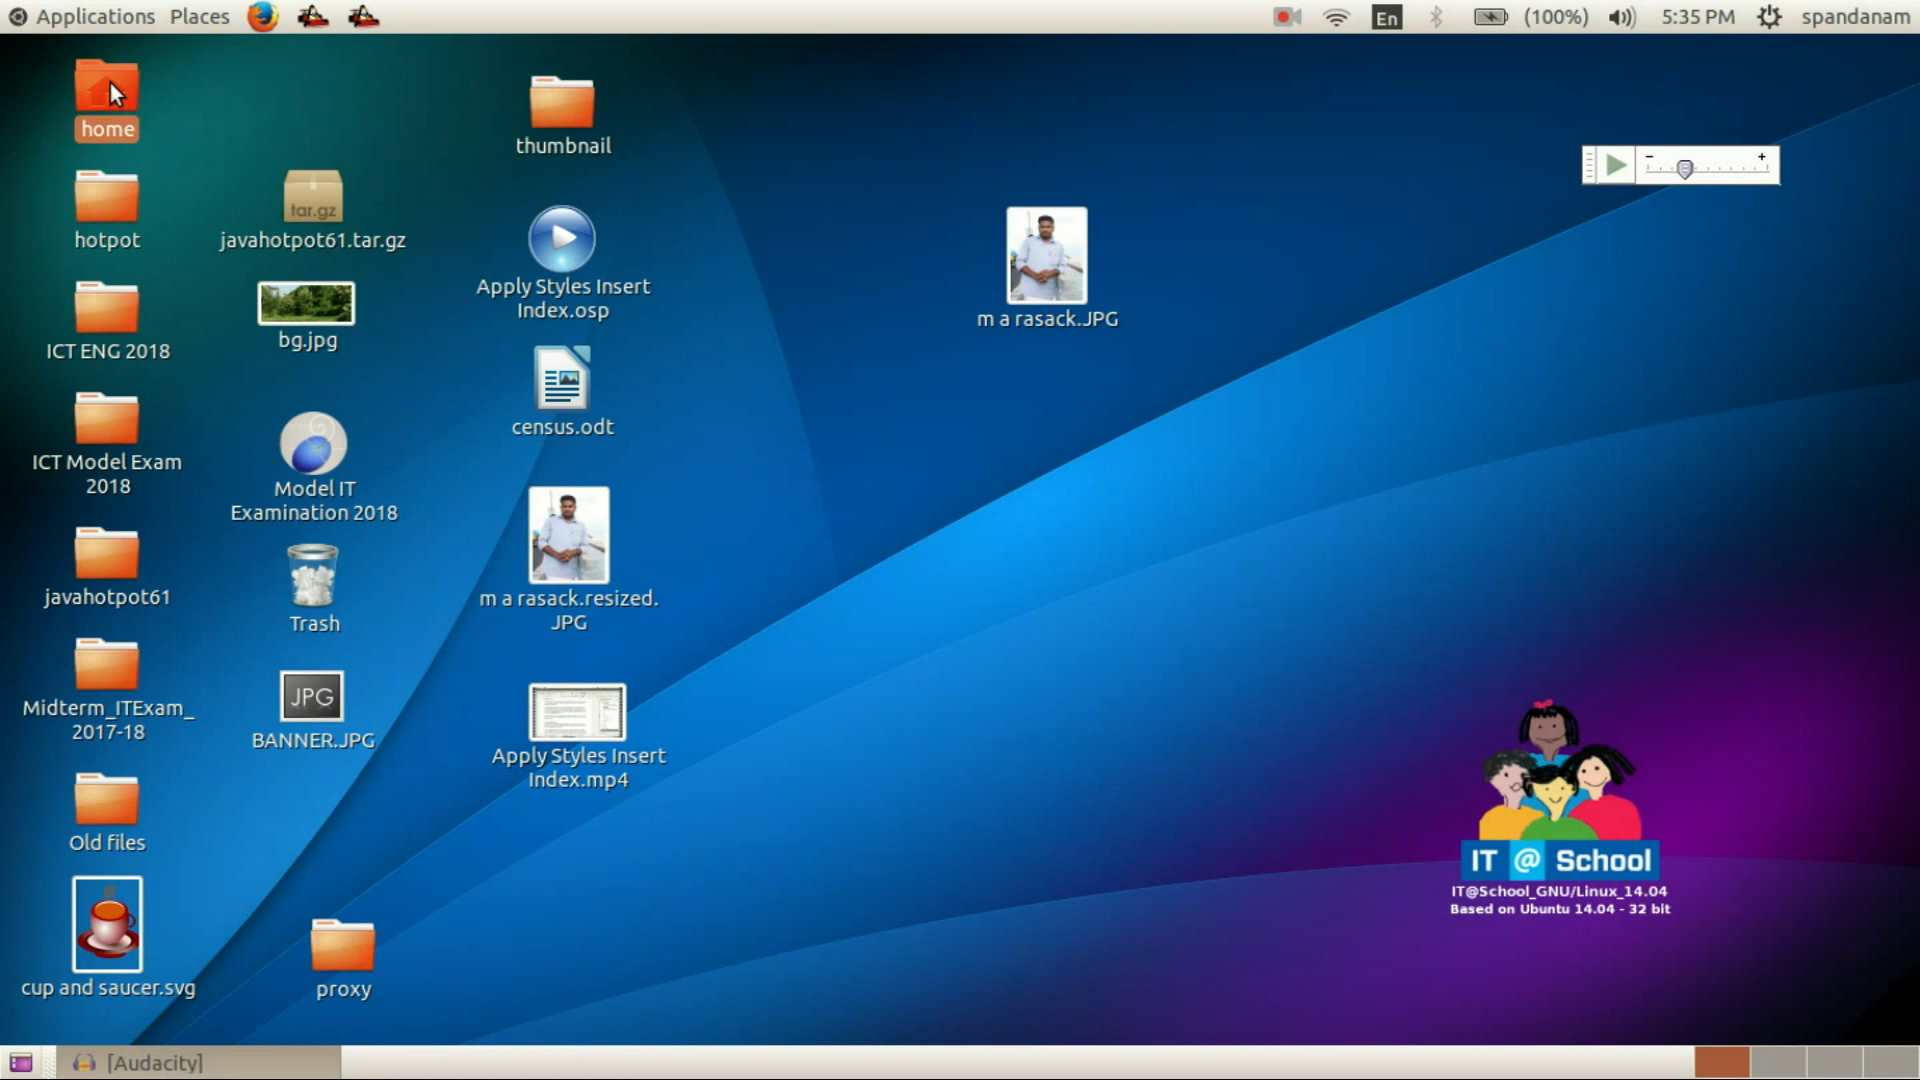 Applications Places
En (100%) 5:35 PM spandanam
home
hotpot
ICT ENG 2018
ICT Model Exam
2018
javahotpot61
Midterm_ITExam_
2017-18
Old files
cup and saucer.svg
tar.gz
javahotpot61.tar.gz
bg.jpg
Model IT
Examination 2018
Trash
JPG
BANNER.JPG
proxy
thumbnail
Apply Styles Insert
Index.osp
census.odt
m a rasack.resized.
JPG
Apply Styles Insert
Index.mp4
m a rasack.JPG
- +
IT @ School
IT@School_GNU/Linux_14.04
Based on Ubuntu 14.04 - 32 bit
[Audacity]